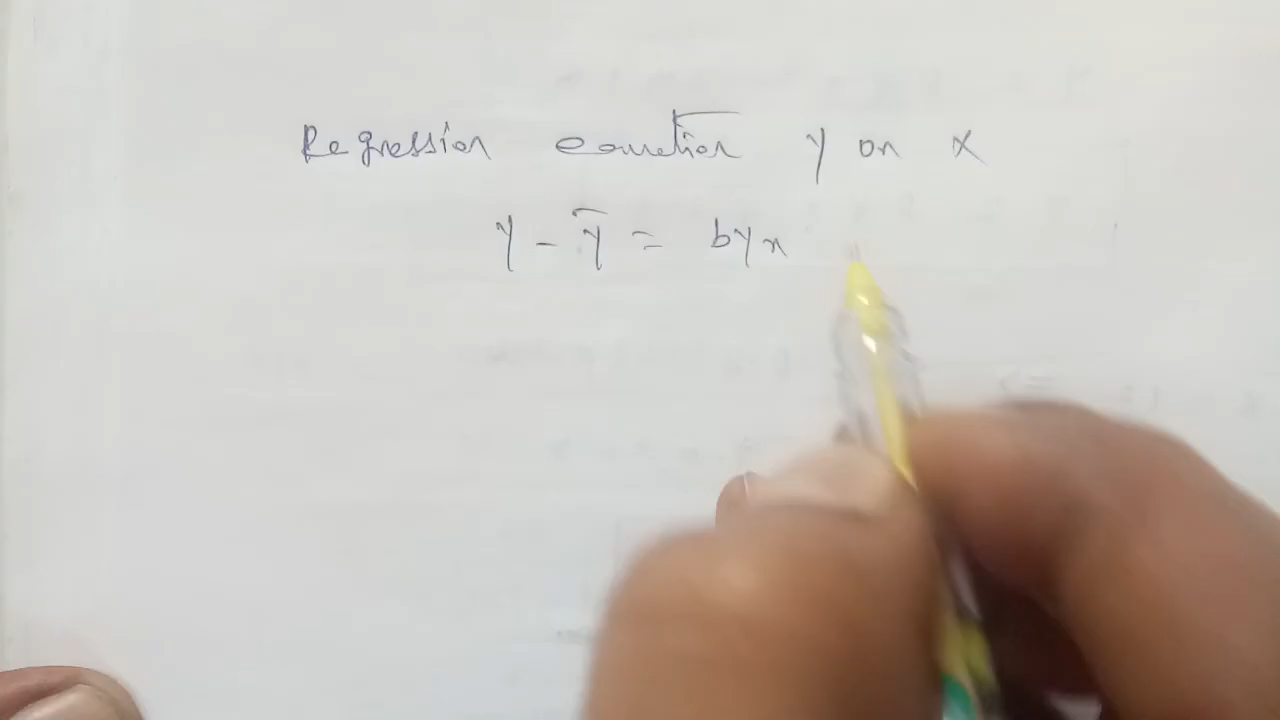 Regression equation y on x
y - ȳ = byx